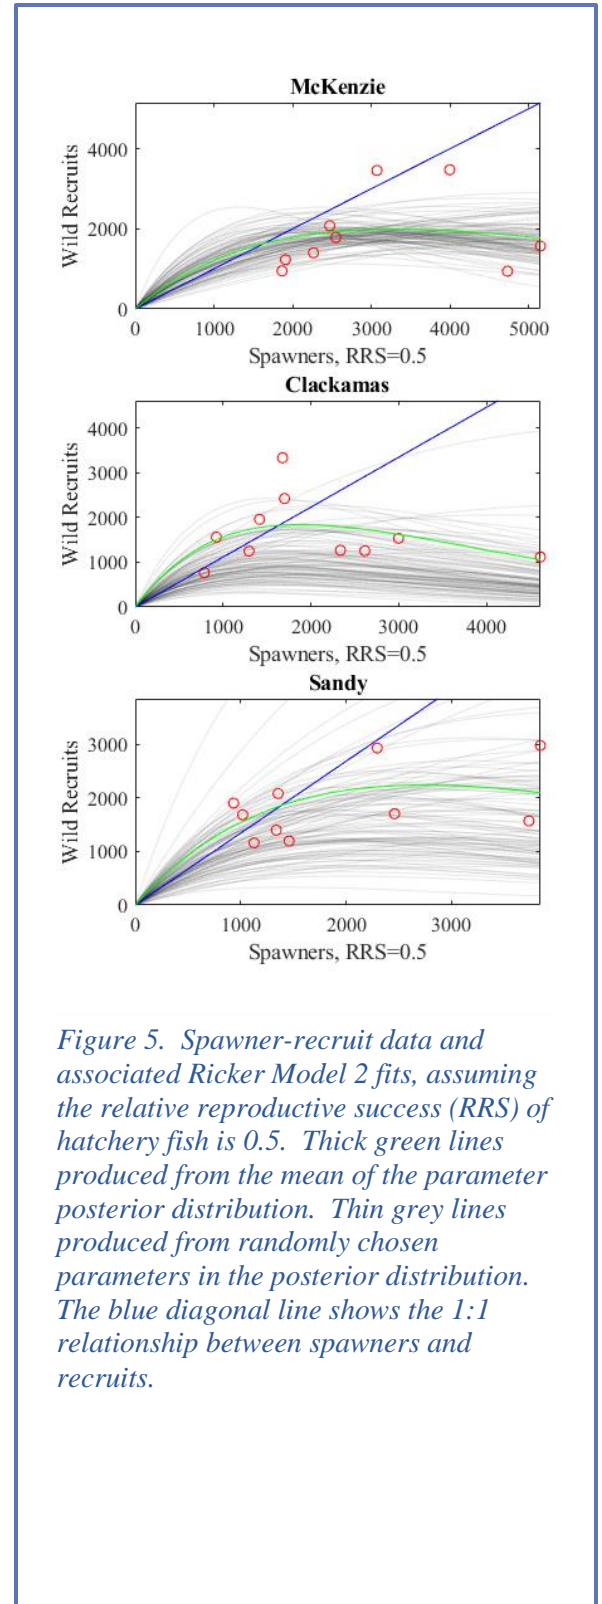 McKenzie
4000
2000
0
Wild Recruits
0 1000 2000 3000 4000 5000
Spawners, RRS=0.5
Clackamas
4000
3000
2000
1000
0
Wild Recruits
0 1000 2000 3000 4000
Spawners, RRS=0.5
Sandy
3000
2000
1000
0
Wild Recruits
0 1000 2000 3000
Spawners, RRS=0.5
Figure 5. Spawner-recruit data and
associated Ricker Model 2 fits, assuming
the relative reproductive success (RRS) of
hatchery fish is 0.5. Thick green lines
produced from the mean of the parameter
posterior distribution. Thin grey lines
produced from randomly chosen
parameters in the posterior distribution.
The blue diagonal line shows the 1:1
relationship between spawners and
recruits.